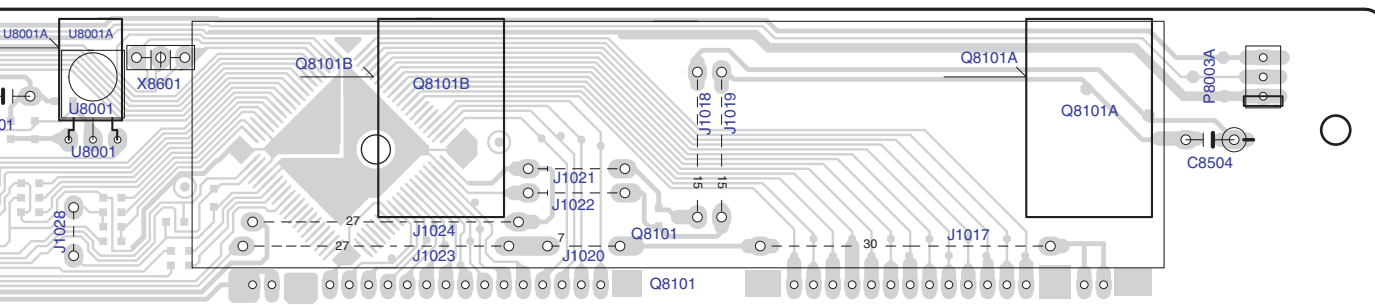 U8001A
U8001A
X8601
Q8101B
Q8101B
Q8101A
Q8101A
P8003A
U8001
01
U8001
J1018
J1019
C8504
J1021
15
15
J1022
J1028
27
J1024
Q8101
27
J1023
7
J1020
30
J1017
Q8101